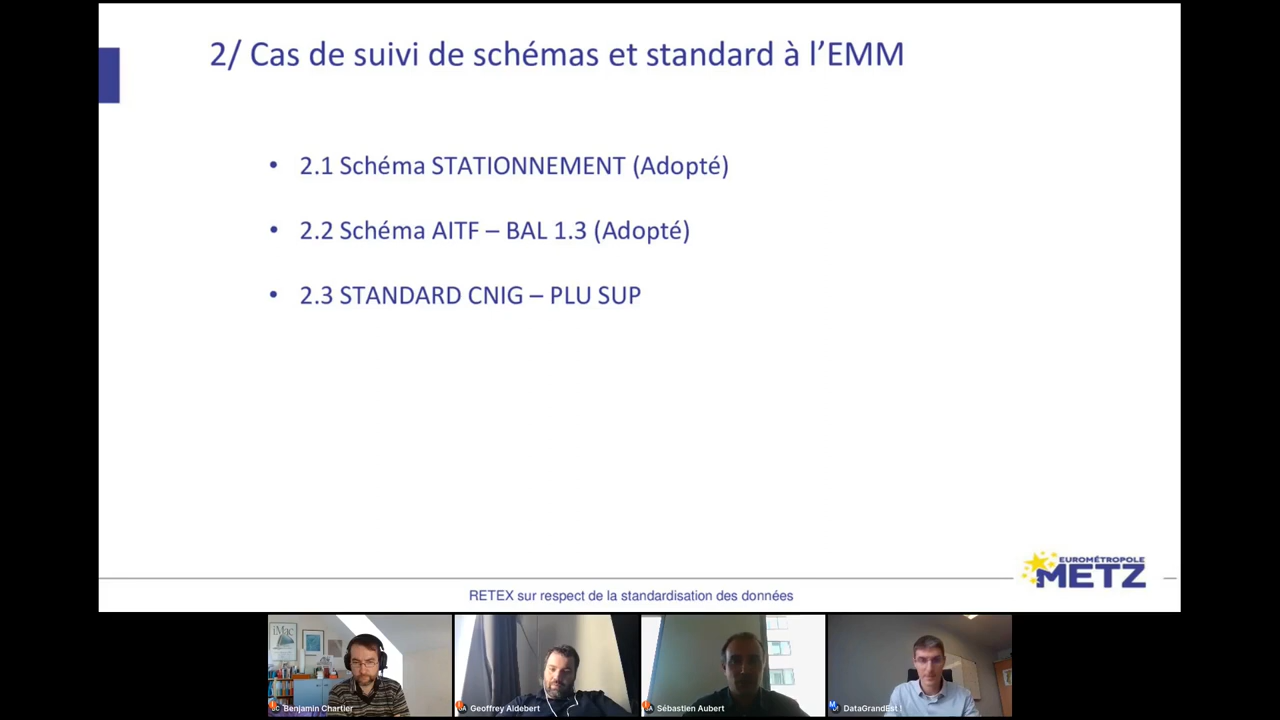 2/ Cas de suivi de schémas et standard à l'EMM
• 2.1 Schéma STATIONNEMENT (Adopté)
• 2.2 Schéma AITF – BAL 1.3 (Adopté)
• 2.3 STANDARD CNIG – PLU SUP
EUROMÉTROPOLE
METZ
RETEX sur respect de la standardisation des données
iMac
Benjamin Chartier
Geoffrey Aldebert
Sébastien Aubert
DataGrandEst !